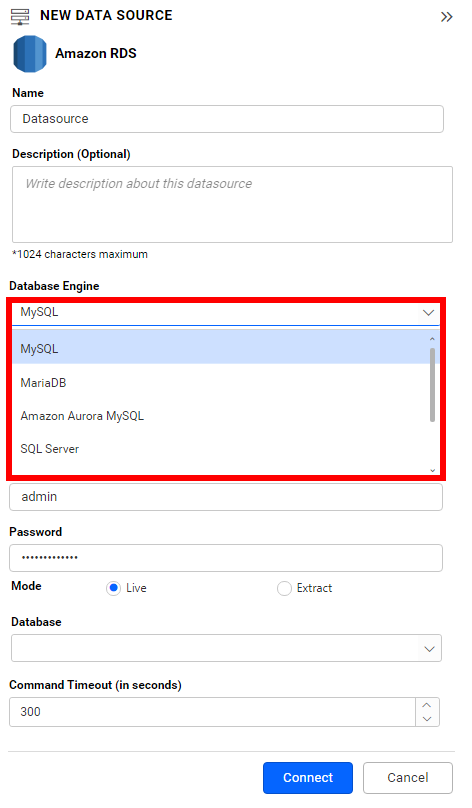 NEW DATA SOURCE
Amazon RDS
Name
Datasource
Description (Optional)
Write description about this datasource
*1024 characters maximum
Database Engine
MySQL
MySQL
MariaDB
Amazon Aurora MySQL
SQL Server
admin
Password
•••••••••••••
Mode
Live Extract
Database
Command Timeout (in seconds)
300
Connect Cancel